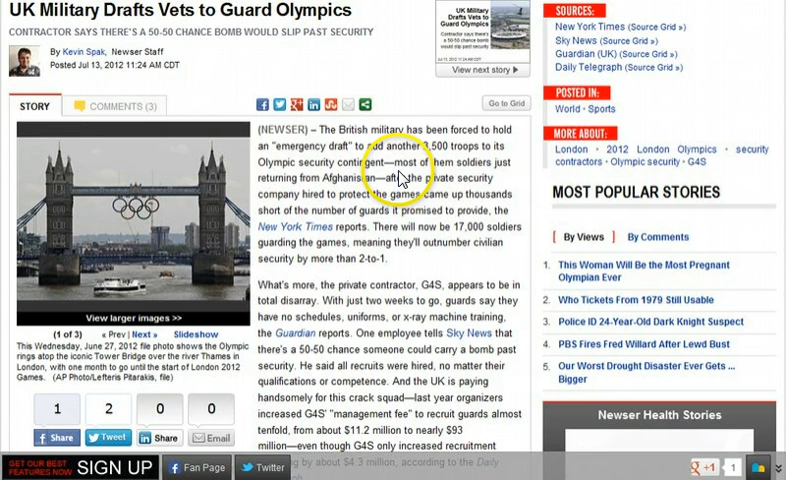 UK Military Drafts Vets to Guard Olympics
CONTRACTOR SAYS THERE'S A 50-50 CHANCE BOMB WOULD SLIP PAST SECURITY
By Kevin Spak, Newser Staff
Posted Jul 13, 2012 11:24 AM CDT
UK Military
Drafts Vets to
Guard Olympics
Contractor says
there's a 50-50
chance bomb
would slip past
security
View next story
STORY
COMMENTS (3)
Go to Grid
View larger images >>
(1 of 3) « Prev | Next » Slideshow
This Wednesday, June 27, 2012 file photo shows the Olympic
rings atop the iconic Tower Bridge over the river Thames in
London, with one month to go until the start of London 2012
Games. (AP Photo/Lefteris Pitarakis, file)
1 2 0 0
Share Tweet Share Email
(NEWSER) – The British military has been forced to hold
an "emergency draft" to add another 3,500 troops to its
Olympic security contingent—most of them soldiers just
returning from Afghanistan—after the private security
company hired to protect the games came up thousands
short of the number of guards it promised to provide, the
New York Times reports. There will now be 17,000 soldiers
guarding the games, meaning they'll outnumber civilian
security by more than 2-to-1.
What's more, the private contractor, G4S, appears to be in
total disarray. With just two weeks to go, guards say they
have no schedules, uniforms, or x-ray machine training,
the Guardian reports. One employee tells Sky News that
there's a 50-50 chance someone could carry a bomb past
security. He said all recruits were hired, no matter their
qualifications or competence. And the UK is paying
handsomely for this crack squad—last year organizers
increased G4S' "management fee" to recruit guards almost
tenfold, from about $11.2 million to nearly $93
million—even though G4S only increased recruitment
by about $4.3 million, according to the Daily
SOURCES:
New York Times (Source Grid »)
Sky News (Source Grid »)
Guardian (UK) (Source Grid »)
Daily Telegraph (Source Grid »)
POSTED IN:
World · Sports
MORE ABOUT:
London · 2012 London Olympics · security
contractors · Olympic security · G4S
MOST POPULAR STORIES
[ By Views ] By Comments
1. This Woman Will Be the Most Pregnant
Olympian Ever
2. Who Tickets From 1979 Still Usable
3. Police ID 24-Year-Old Dark Knight Suspect
4. PBS Fires Fred Willard After Lewd Bust
5. Our Worst Drought Disaster Ever Gets ...
Bigger
Newser Health Stories
GET OUR BEST
FEATURES NOW SIGN UP
Fan Page
Twitter
+1 1